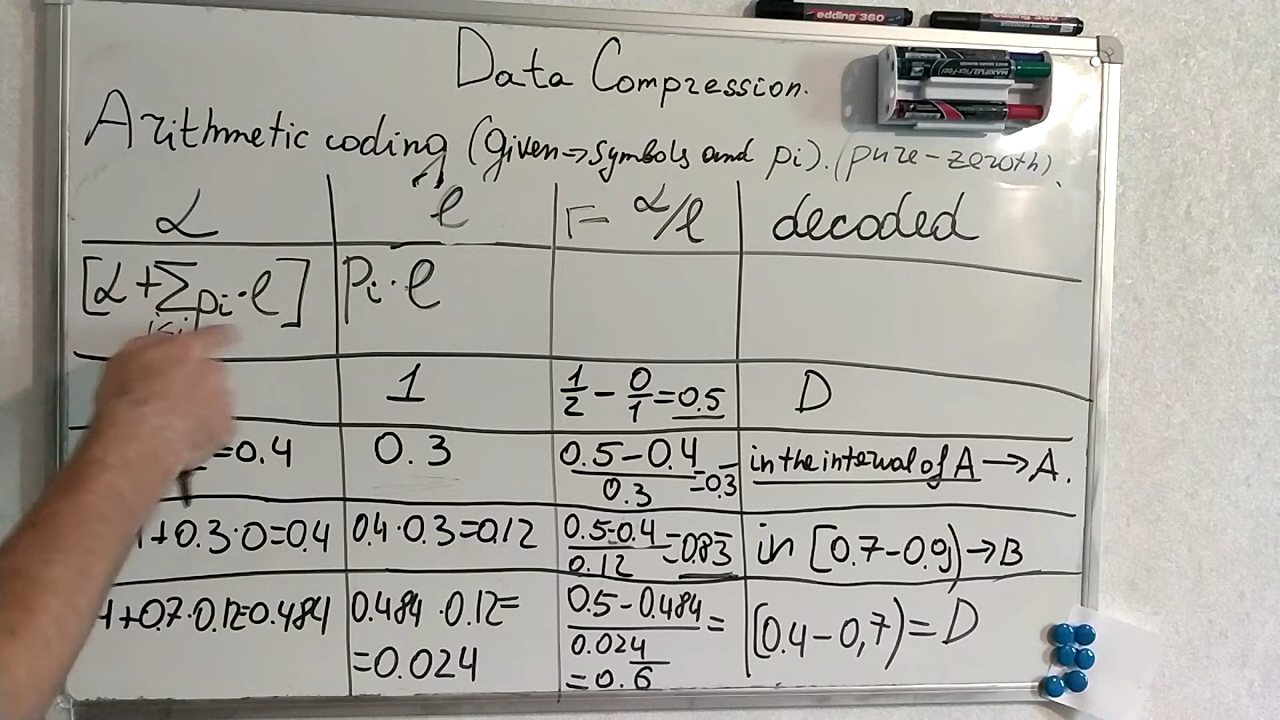 edding 360
edding 360
Data Compression.
Arithmetic coding (given⇒symbols and pi). (pure-zeroth).
α ℓ F= α/ℓ decoded
[α+∑pi·ℓ] pi·ℓ
1 1/2 - 0/1 = 0.5 D
=0.4 0.3 (0.5-0.4)/0.3 = 0.3̅ in the interval of A → A.
+0.3·0=0.4 0.4·0.3=0.12 (0.5-0.4)/0.12 = 0.83̅ in [0.7-0.9) → B
+0.7·0.12=0.484 0.484·0.12= (0.5-0.484)/0.024 = [0.4-0,7)=D
=0.024 =0.6̅